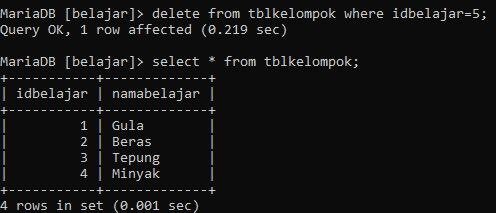 MariaDB [belajar]> delete from tblkelompok where idbelajar=5;
Query OK, 1 row affected (0.219 sec)

MariaDB [belajar]> select * from tblkelompok;
+-----------+-------------+
| idbelajar | namabelajar |
+-----------+-------------+
|         1 | Gula        |
|         2 | Beras       |
|         3 | Tepung      |
|         4 | Minyak      |
+-----------+-------------+
4 rows in set (0.001 sec)